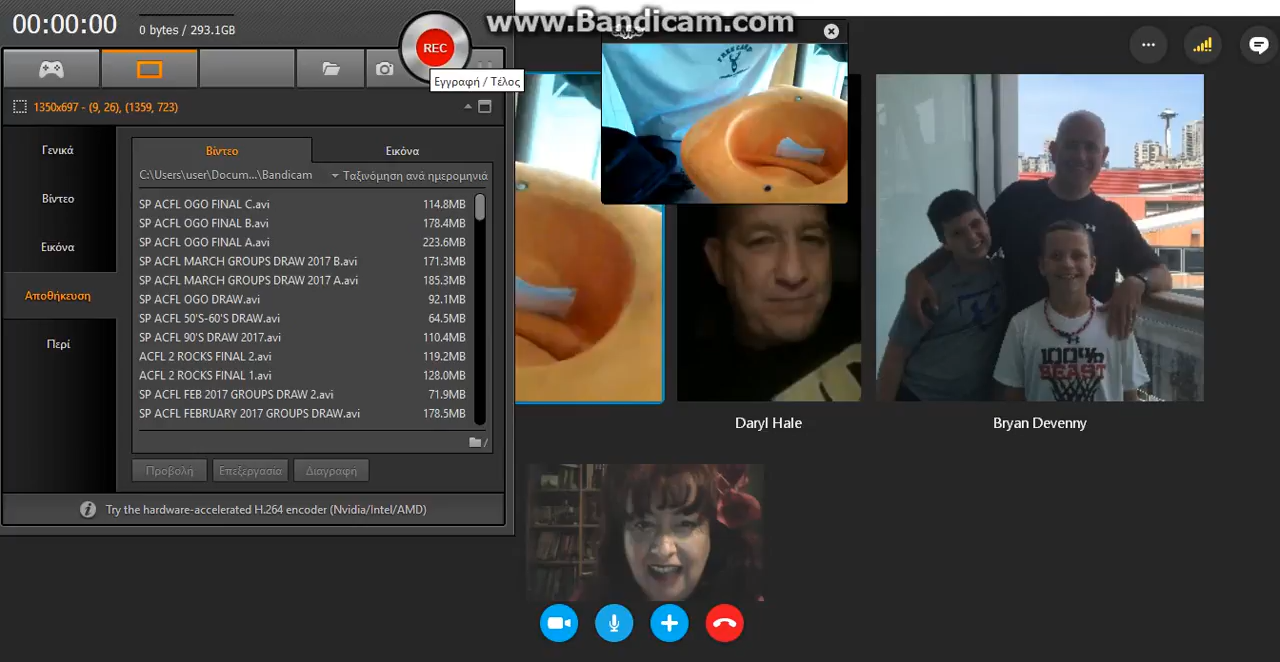 www.Bandicam.com
00:00:00
0 bytes / 293.1GB
REC
Εγγραφή / Τέλος
1350x697 - (9, 26), (1359, 723)
Γενικά
Βίντεο
Εικόνα
Αποθήκευση
Περί
Βίντεο
Εικόνα
C:\Users\user\Docum...\Bandicam
Ταξινόμηση ανά ημερομηνιά
SP ACFL OGO FINAL C.avi 114.8MB
SP ACFL OGO FINAL B.avi 178.4MB
SP ACFL OGO FINAL A.avi 223.6MB
SP ACFL MARCH GROUPS DRAW 2017 B.avi 171.3MB
SP ACFL MARCH GROUPS DRAW 2017 A.avi 185.3MB
SP ACFL OGO DRAW.avi 92.1MB
SP ACFL 50'S-60'S DRAW.avi 64.5MB
SP ACFL 90'S DRAW 2017.avi 110.4MB
ACFL 2 ROCKS FINAL 2.avi 119.2MB
ACFL 2 ROCKS FINAL 1.avi 128.0MB
SP ACFL FEB 2017 GROUPS DRAW 2.avi 71.9MB
SP ACFL FEBRUARY 2017 GROUPS DRAW.avi 178.5MB
Προβολή
Επεξεργασία
Διαγραφή
Try the hardware-accelerated H.264 encoder (Nvidia/Intel/AMD)
100%
BEAST
Daryl Hale
Bryan Devenny